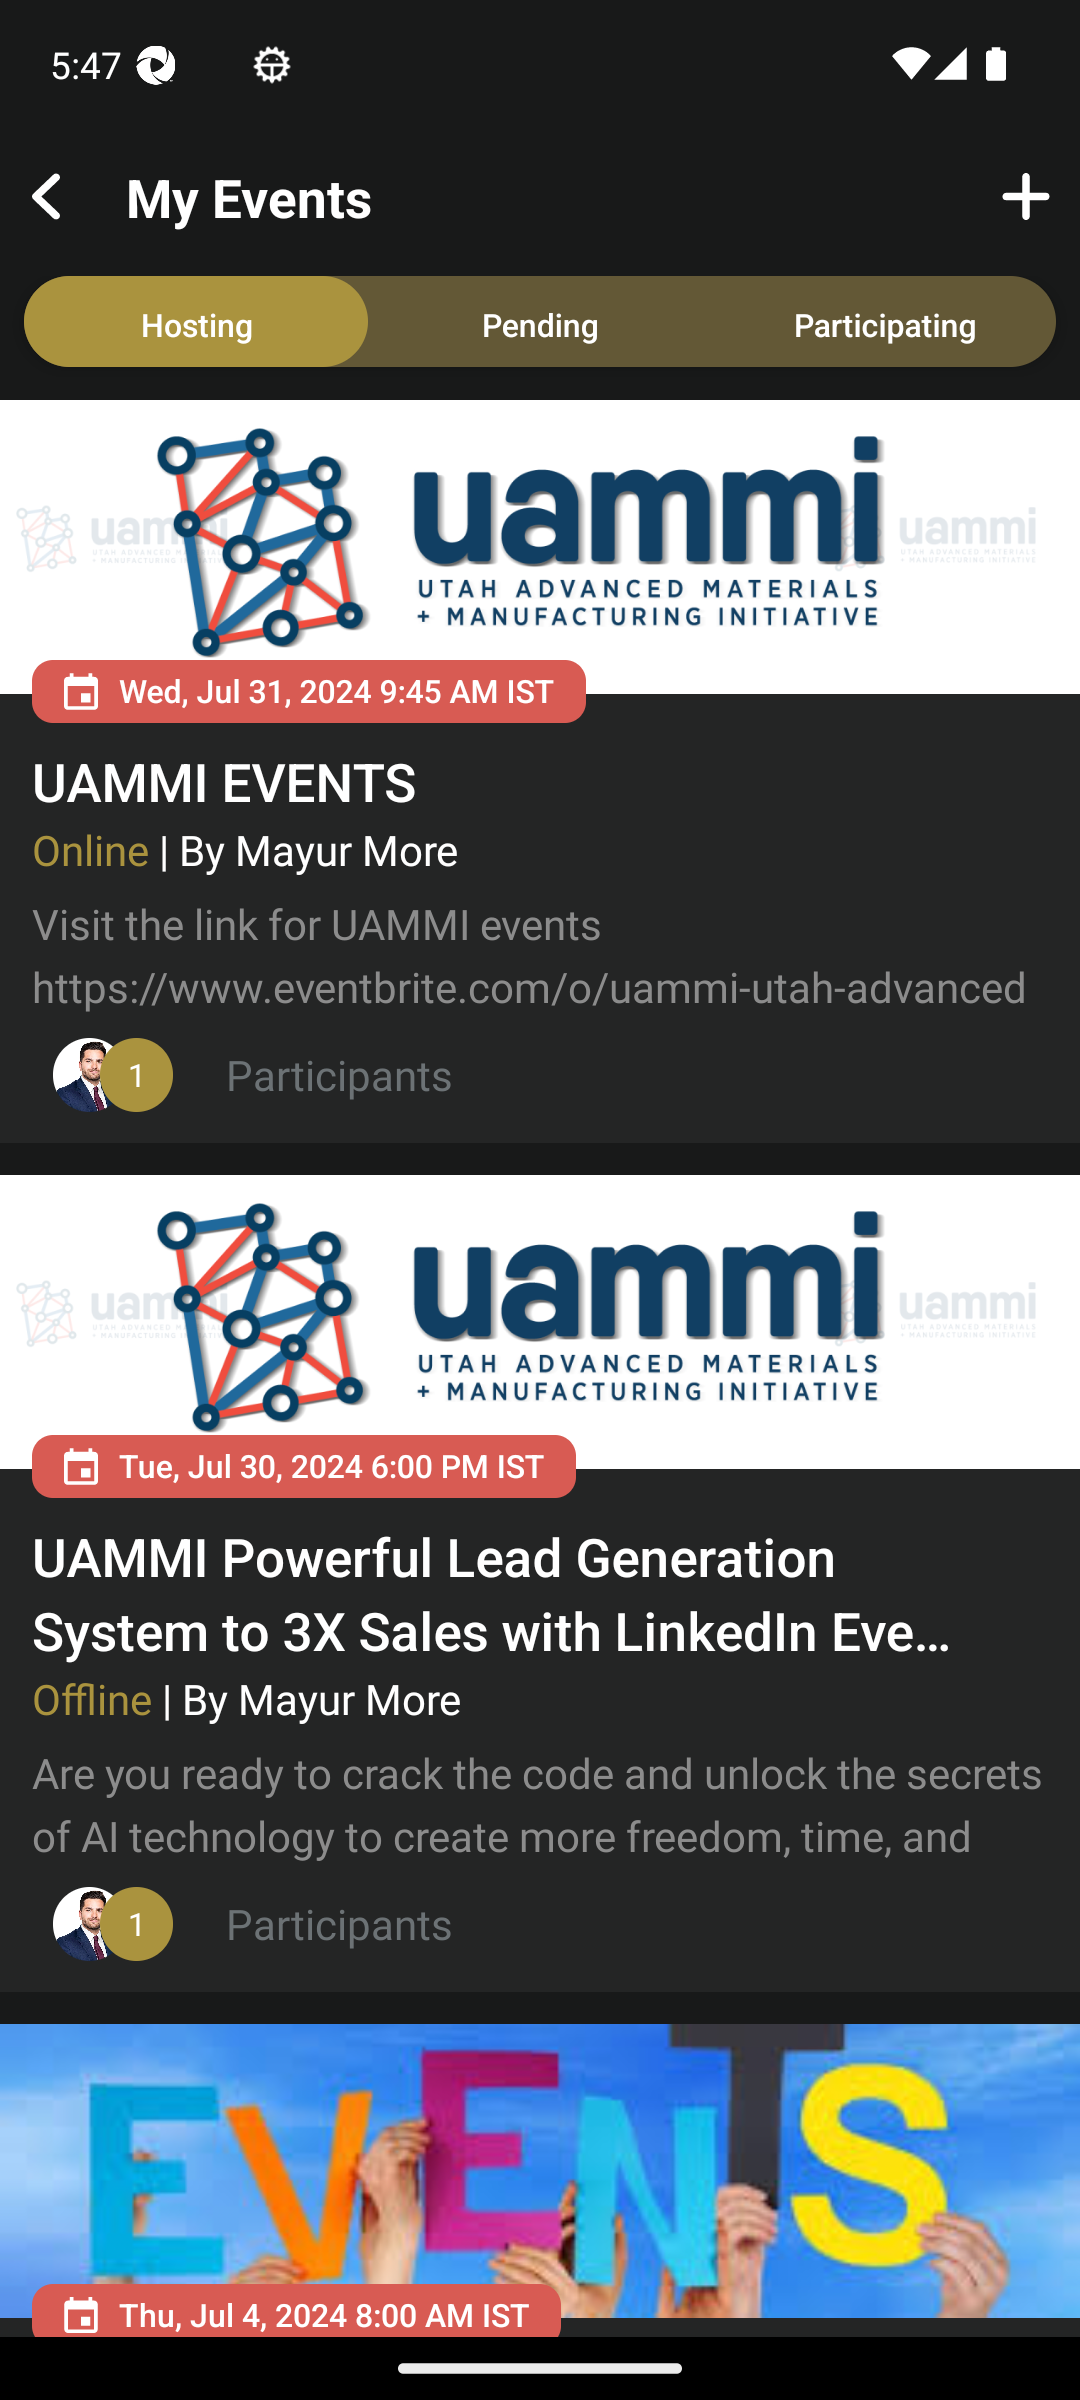 5:47
My Events
Hosting
Pending
Participating
uammi
UTAH ADVANCED MATERIALS
+ MANUFACTURING INITIATIVE
Wed, Jul 31, 2024 9:45 AM IST
UAMMI EVENTS
Online | By Mayur More
Visit the link for UAMMI events
https://www.eventbrite.com/o/uammi-utah-advanced
1
Participants
uammi
UTAH ADVANCED MATERIALS
+ MANUFACTURING INITIATIVE
Tue, Jul 30, 2024 6:00 PM IST
UAMMI Powerful Lead Generation
System to 3X Sales with LinkedIn Eve...
Offline | By Mayur More
Are you ready to crack the code and unlock the secrets
of AI technology to create more freedom, time, and
1
Participants
EVENTS
Thu, Jul 4, 2024 8:00 AM IST